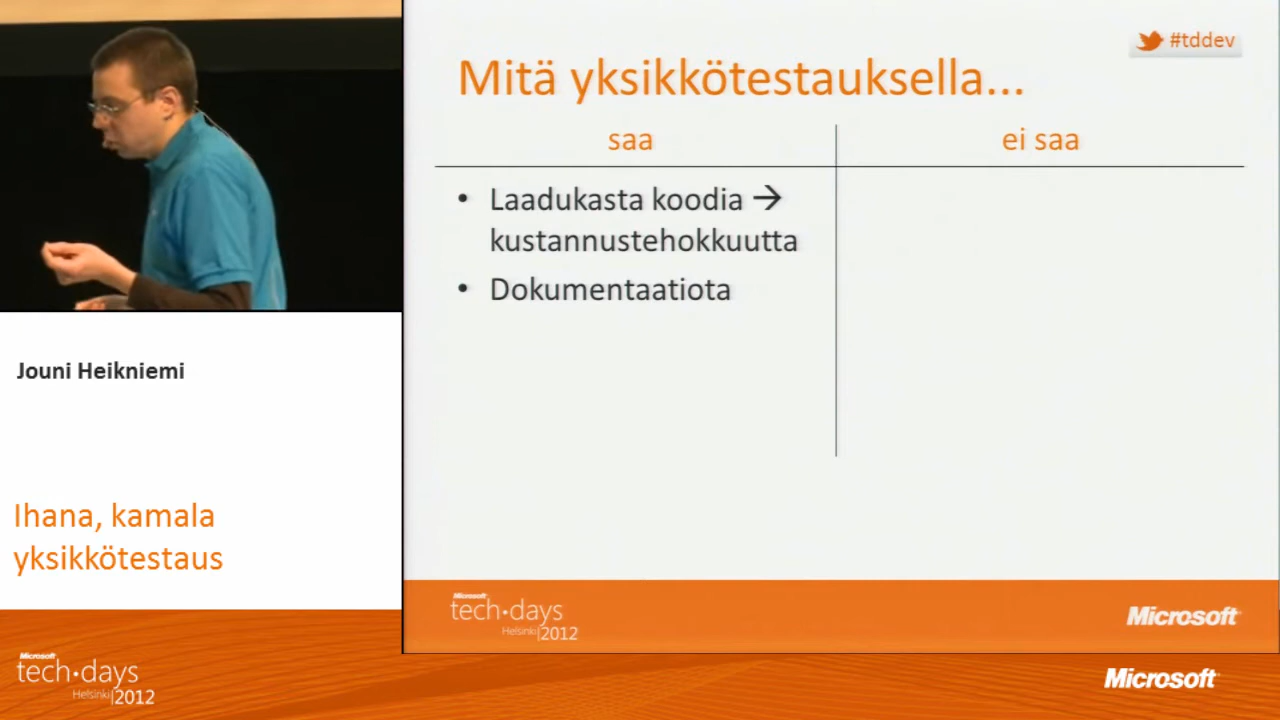 #tddev
Mitä yksikkötestauksella...
saa
ei saa
• Laadukasta koodia →
kustannustehokkuutta
• Dokumentaatiota
Jouni Heikniemi
Ihana, kamala
yksikkötestaus
Microsoft
tech·days
Helsinki|2012
Microsoft
Microsoft
tech·days
Helsinki|2012
Microsoft